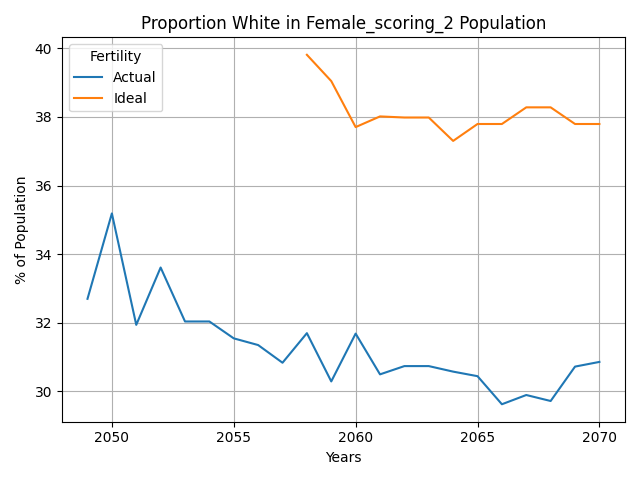 Proportion White in Female_scoring_2 Population
Fertility
Actual
Ideal
% of Population
40
38
36
34
32
30
2050
2055
2060
2065
2070
Years